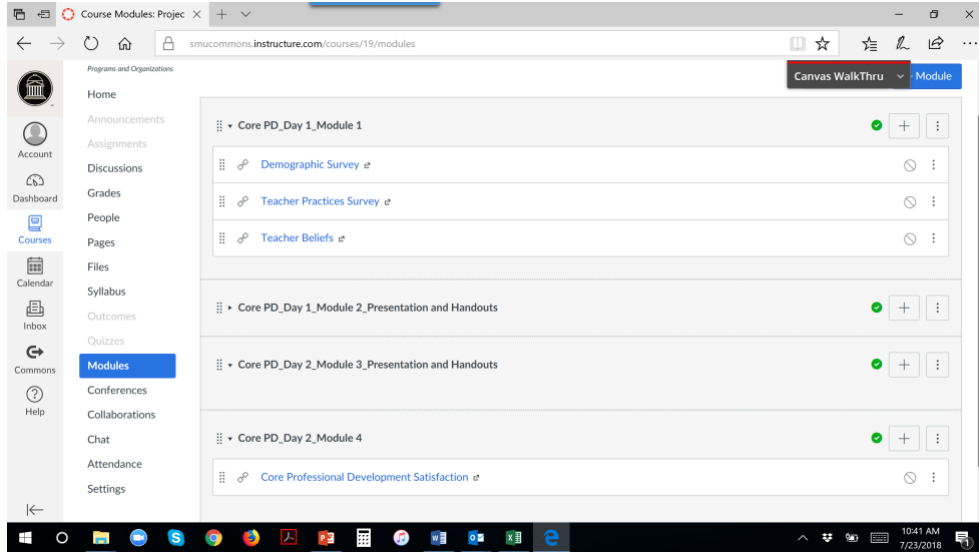 Course Modules: Projec
smucommons.instructure.com/courses/19/modules
Canvas WalkThru
Module
Account
Dashboard
Courses
Calendar
Inbox
Commons
Help
Programs and Organizations
Home
Announcements
Assignments
Discussions
Grades
People
Pages
Files
Syllabus
Outcomes
Quizzes
Modules
Conferences
Collaborations
Chat
Attendance
Settings
Core PD_Day 1_Module 1
Demographic Survey
Teacher Practices Survey
Teacher Beliefs
Core PD_Day 1_Module 2_Presentation and Handouts
Core PD_Day 2_Module 3_Presentation and Handouts
Core PD_Day 2_Module 4
Core Professional Development Satisfaction
10:41 AM
7/23/2018